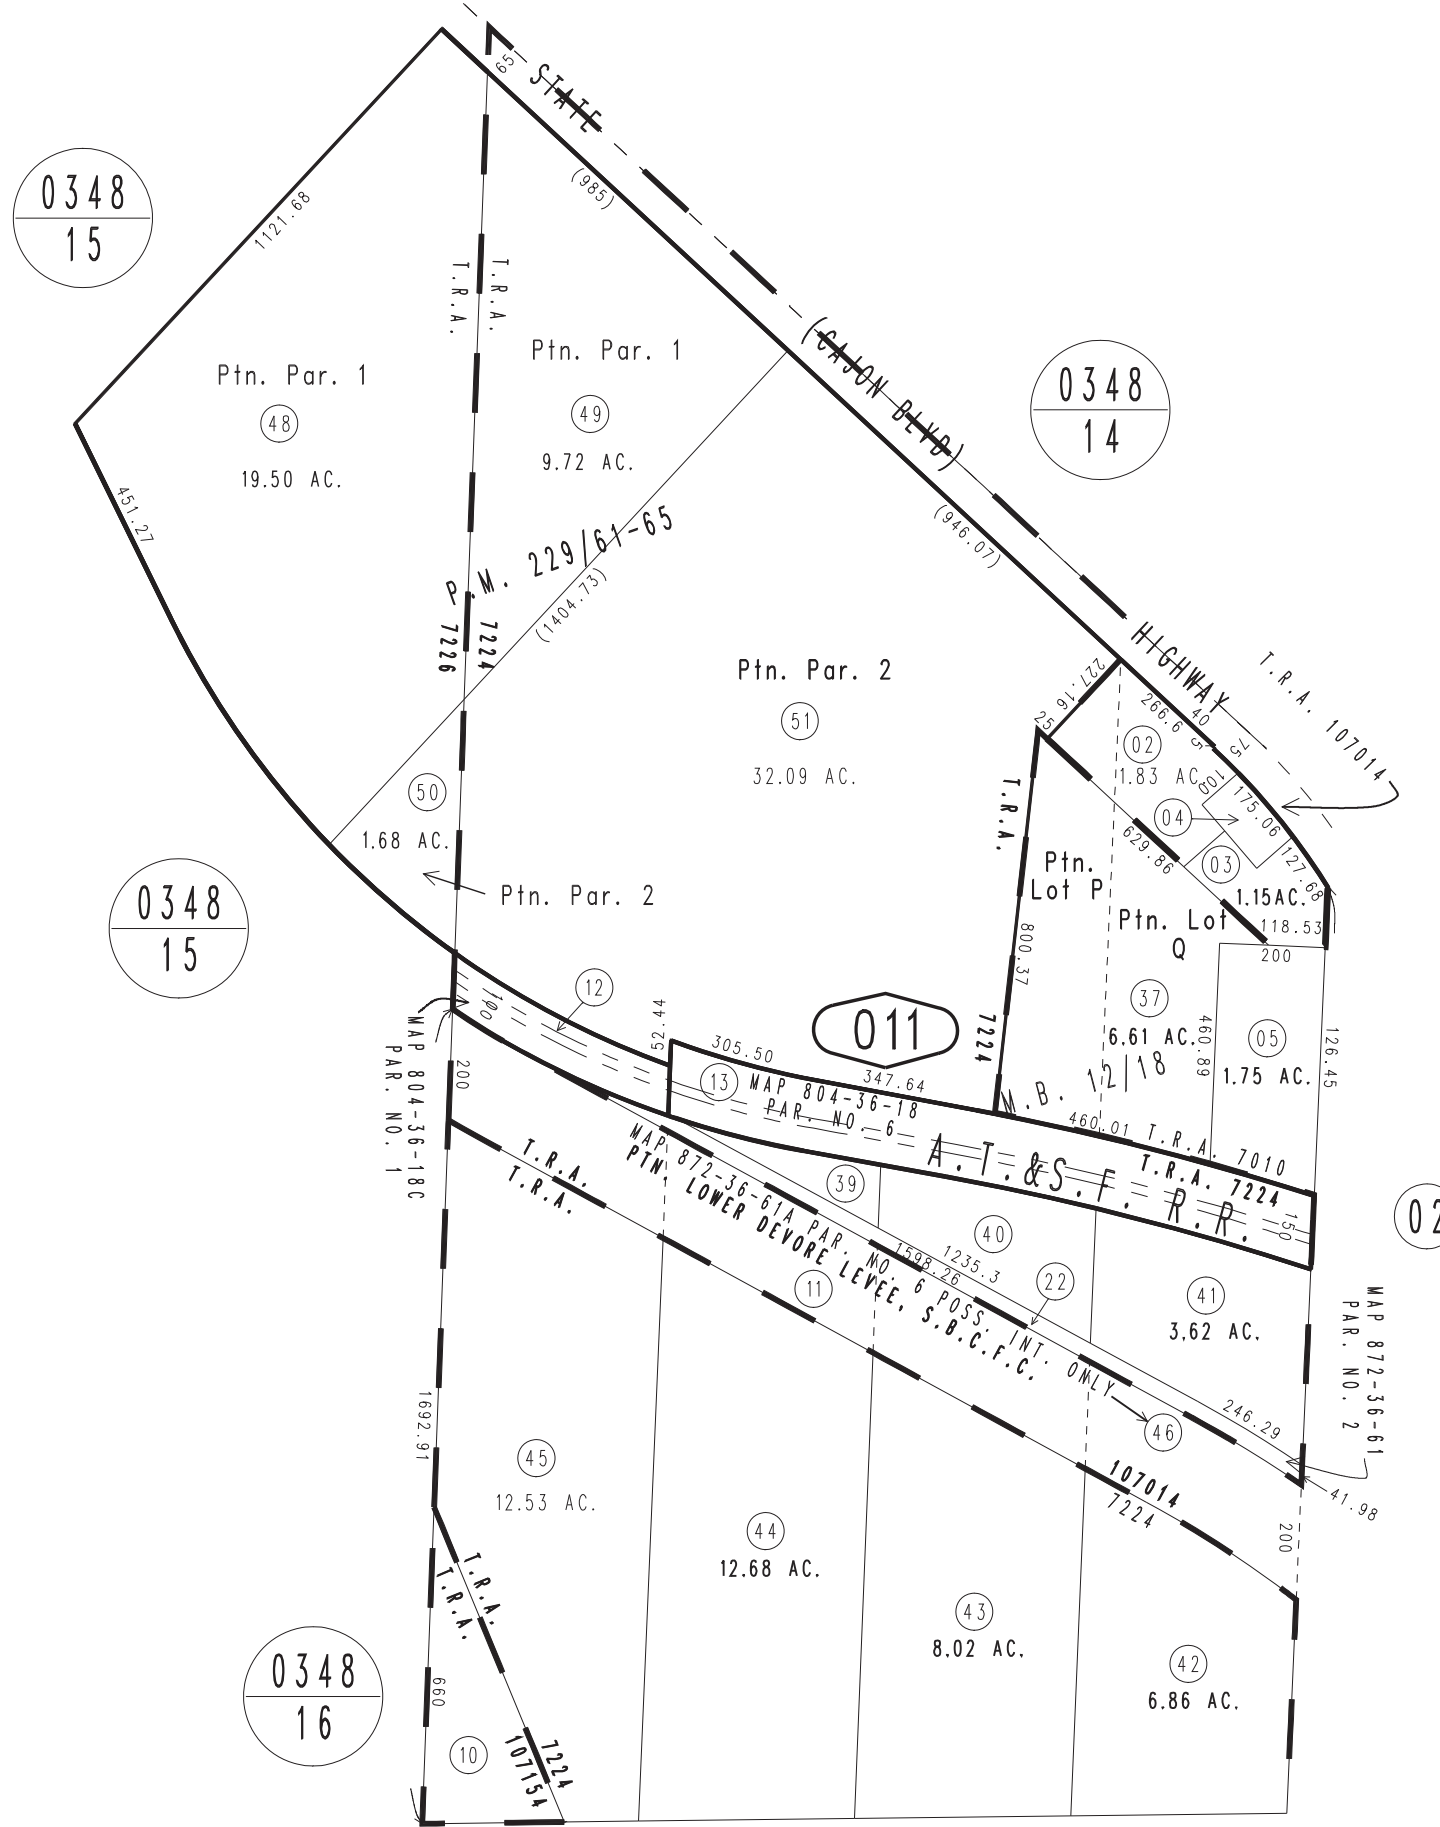 65
STATE
(985)
0348
15
1121.68
T.R.A.
T.R.A.
Ptn. Par. 1
48
19.50 AC.
Ptn. Par. 1
49
9.72 AC.
(CAJON BLVD)
0348
14
451.27
P.M. 229/61-65
(1404.73)
(946.07)
7226
7224
HIGHWAY
T.R.A. 107014
Ptn. Par. 2
51
32.09 AC.
227.16
25
266.6
40
5
75
02
1.83 AC.
100
175.06
04
03
127.68
629.86
1.15AC.
118.53
200
50
1.68 AC.
Ptn. Par. 2
T.R.A.
Ptn.
Lot P
Ptn. Lot
Q
800.37
7224
0348
15
12
100
52.44
305.50
011
347.64
37
6.61 AC.
460.89
05
1.75 AC.
126.45
M.B. 12/18
13
MAP 804-36-18
PAR. NO. 6
460.01
T.R.A. 7010
T.R.A. 7224
A.T.&S.F. R.R.
150
MAP 804-36-18C
PAR. NO. 1
200
T.R.A.
T.R.A.
MAP 872-36-61A PAR. NO. 6 POSS. INT. ONLY
PTN. LOWER DEVORE LEVEE, S.B.C.F.C.
39
40
1598.26
1235.3
22
11
41
3.62 AC.
02
MAP 872-36-61
PAR. NO. 2
246.29
46
41.98
200
1692.91
45
12.53 AC.
107014
7224
44
12.68 AC.
43
8.02 AC.
42
6.86 AC.
T.R.A.
T.R.A.
0348
16
660
10
7224
107154